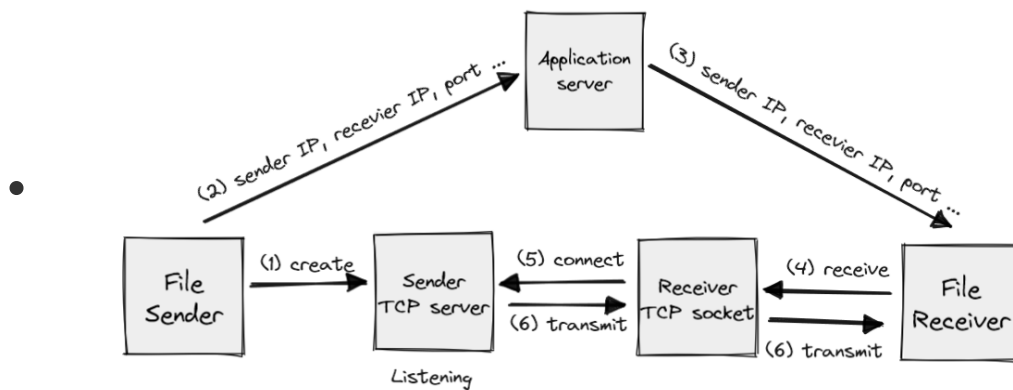 Application
server
(2) sender IP, recevier IP, port ...
(3) sender IP, recevier IP, port ...
File
Sender
(1) create
Sender
TCP server
(5) connect
(6) transmit
Receiver
TCP socket
(4) receive
(6) transmit
File
Receiver
Listening